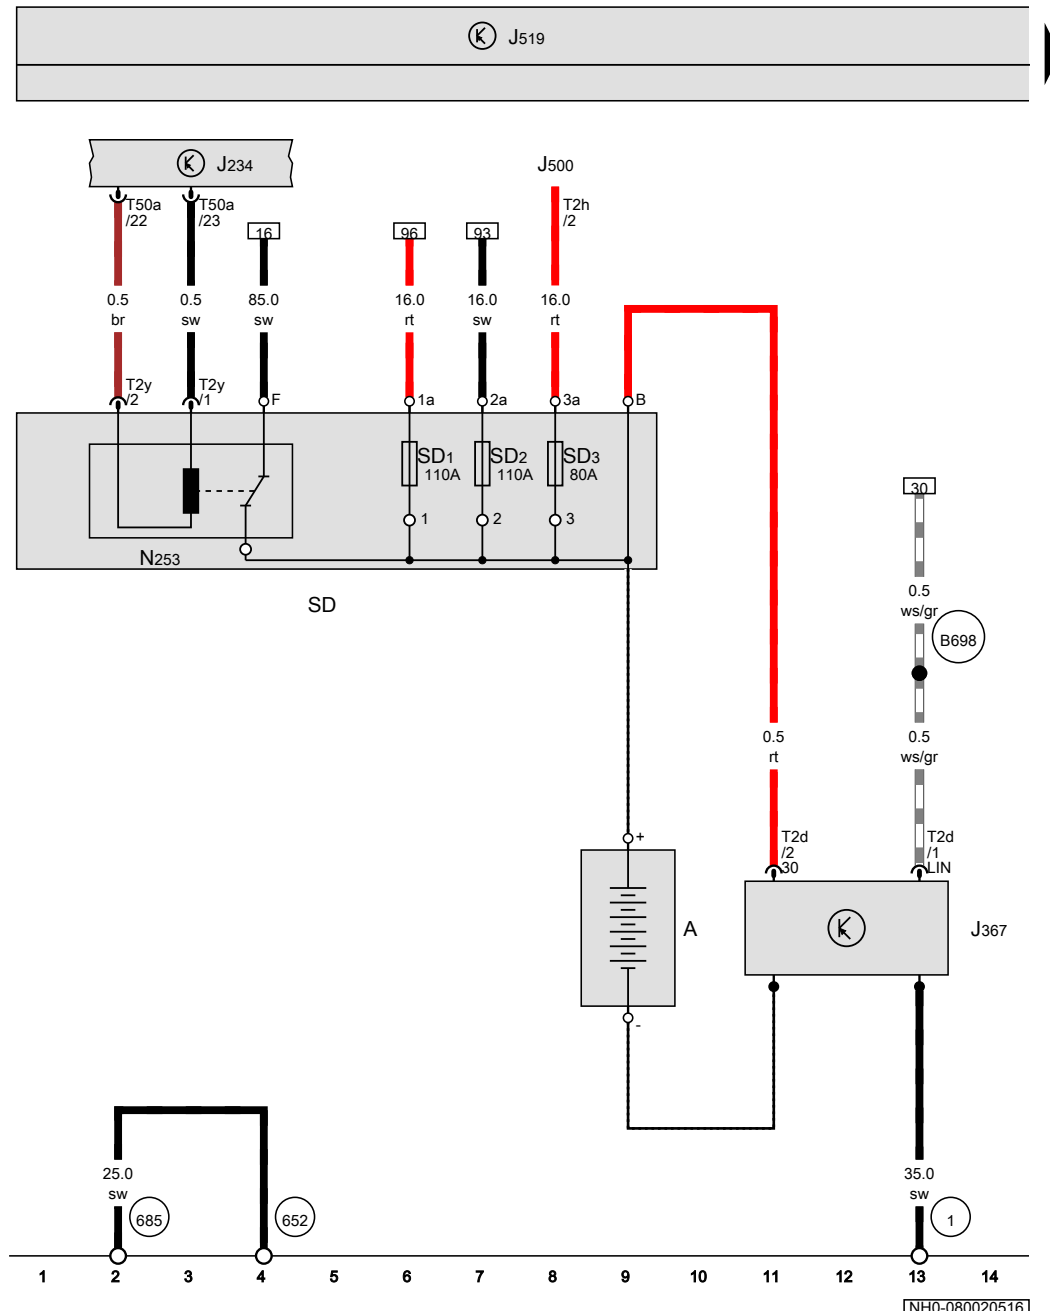 J519
J234
J500
T50a
/22
T50a
/23
T2h
/2
16
96
93
0.5
br
0.5
sw
85.0
sw
16.0
rt
16.0
sw
16.0
rt
T2y
/2
T2y
/1
F
1a
2a
3a
B
SD1
110A
SD2
110A
SD3
80A
30
1
2
3
N253
SD
0.5
ws/gr
B698
0.5
rt
0.5
ws/gr
+
T2d
/2
30
T2d
/1
LIN
A
J367
-
25.0
sw
35.0
sw
685
652
1
1 2 3 4 5 6 7 8 9 10 11 12 13 14
NH0-080020516